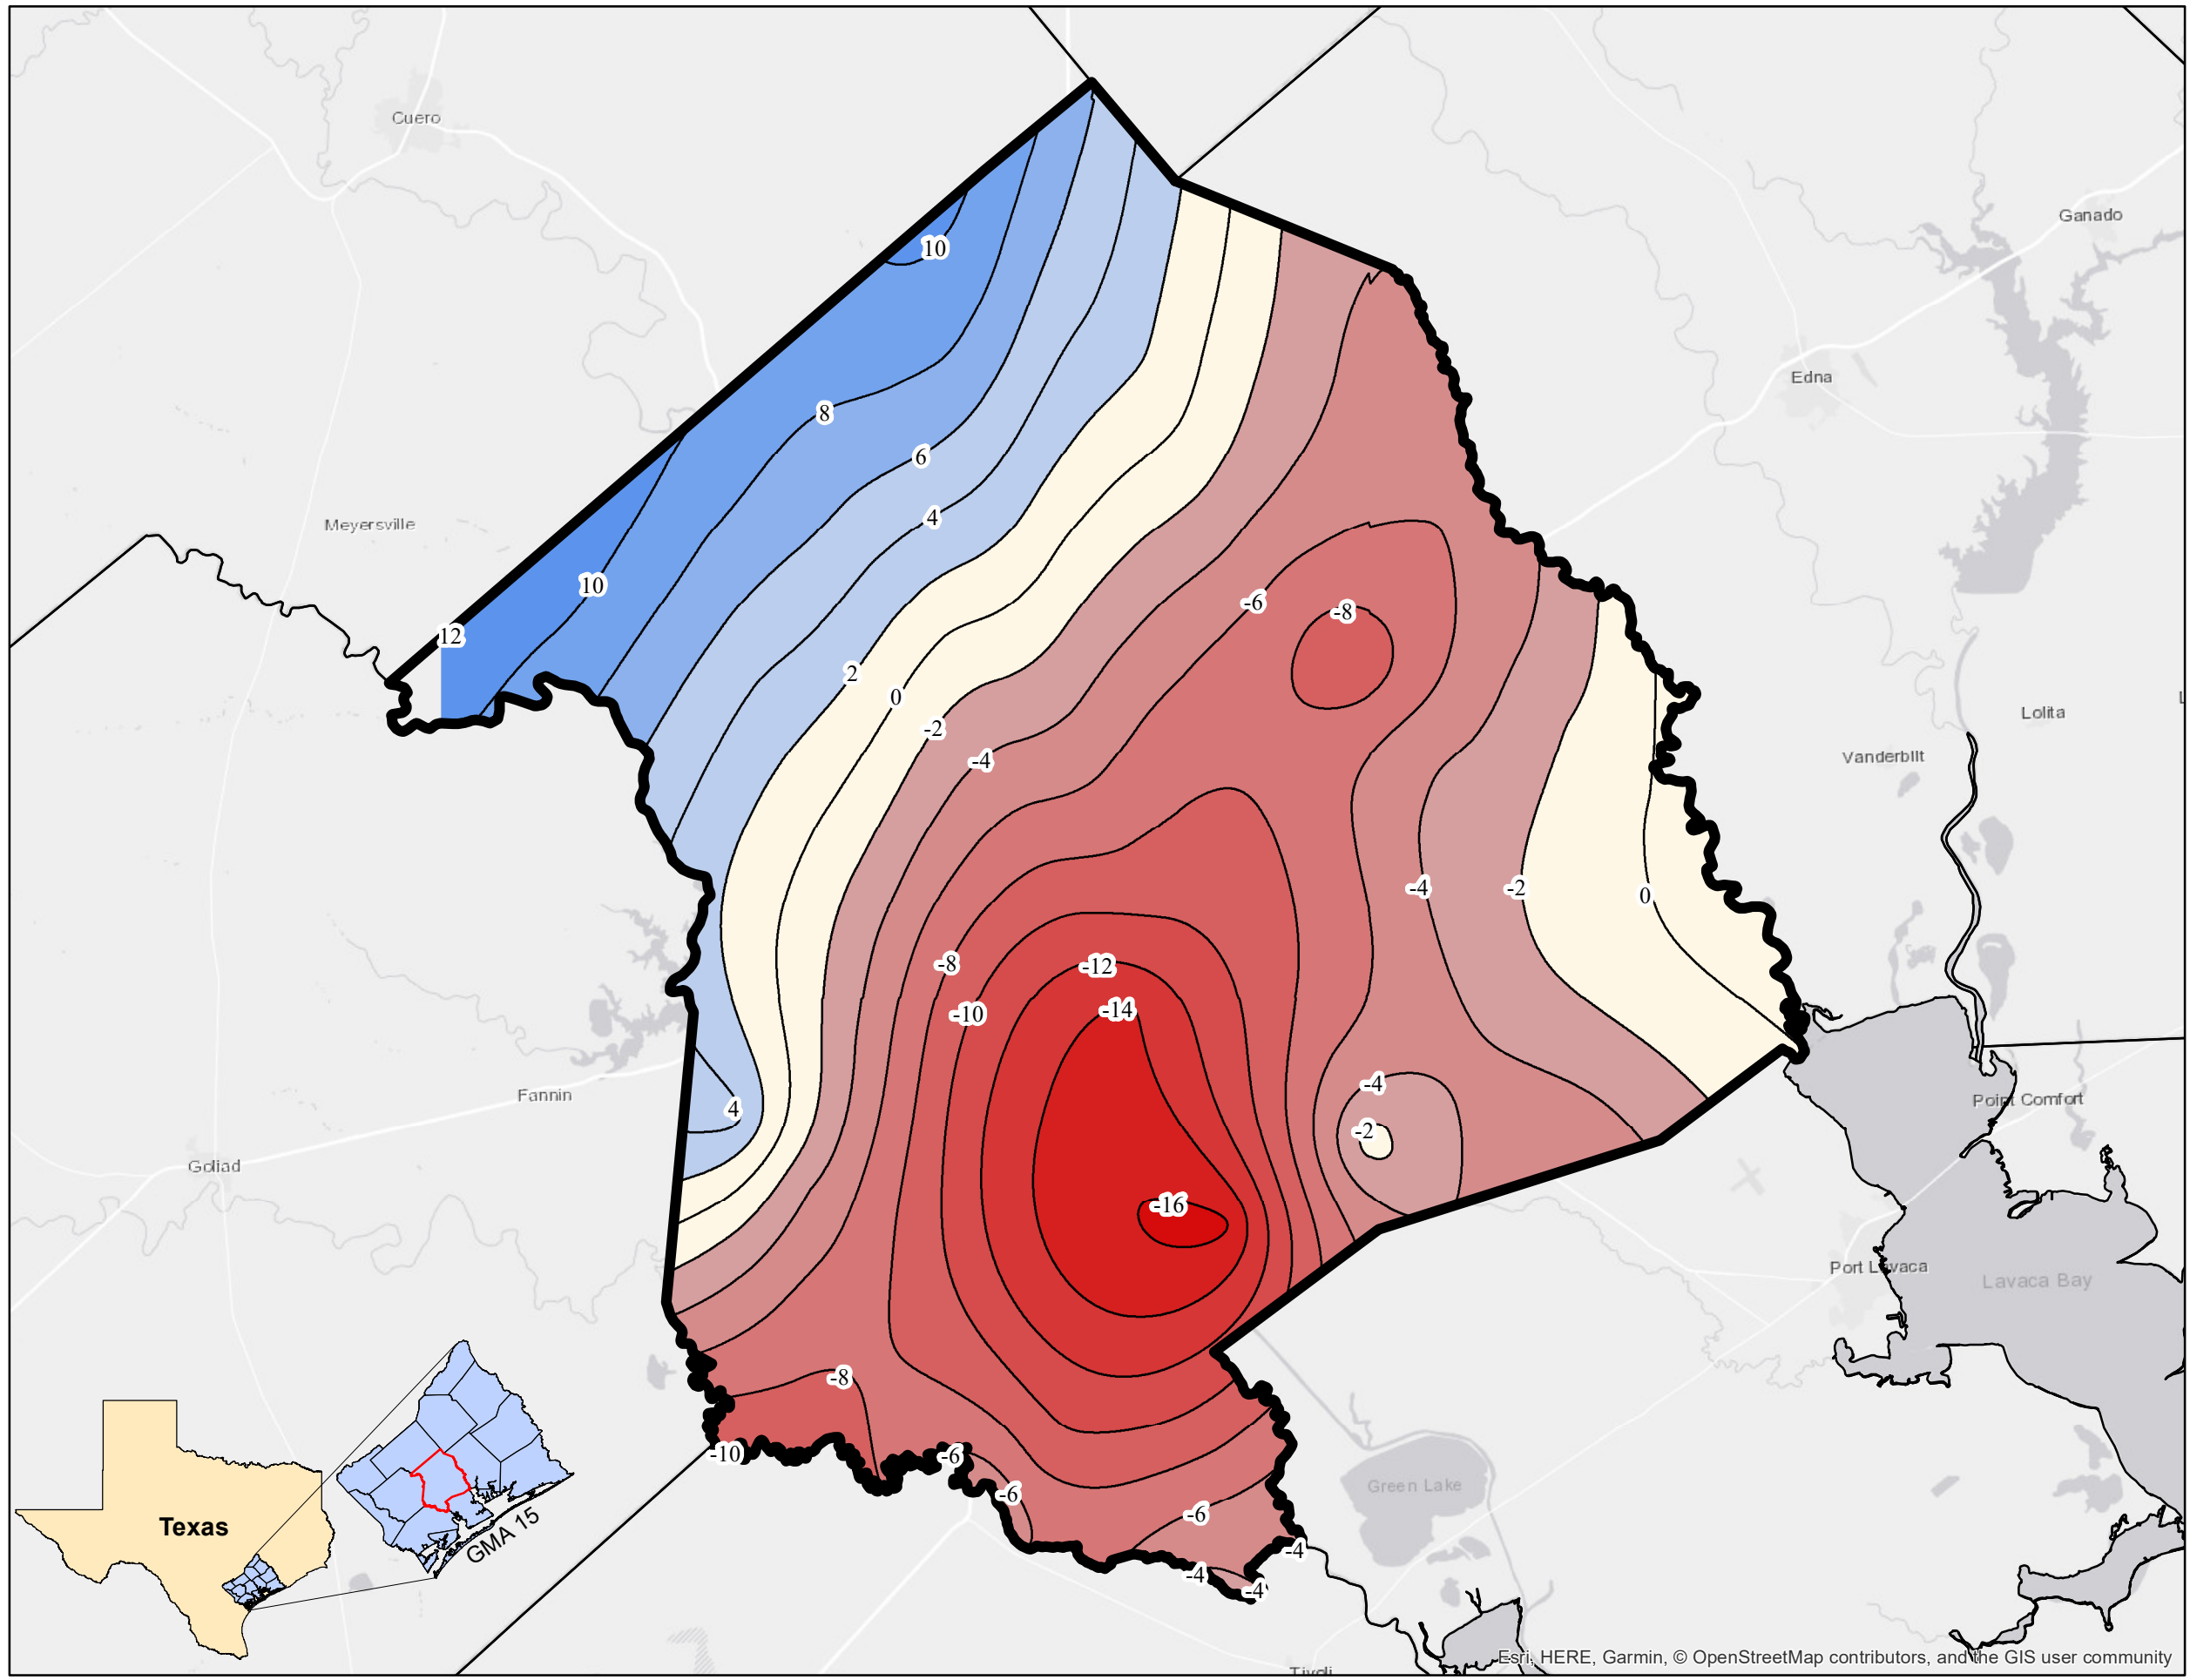 Cuero
Ganado
10
Edna
8
6
4
Meyersville
10
-6
-8
12
2
0
-2
Lolita
-4
Vanderbilt
-4
-2
0
-8
-12
-10
-14
Fannin
4
-4
Point Comfort
-2
Goliad
-16
Port Lavaca
Lavaca Bay
-8
-10
-6
Green Lake
-6
-6
Texas
GMA 15
-4
-4
-4
Esri, HERE, Garmin, © OpenStreetMap contributors, and the GIS user community